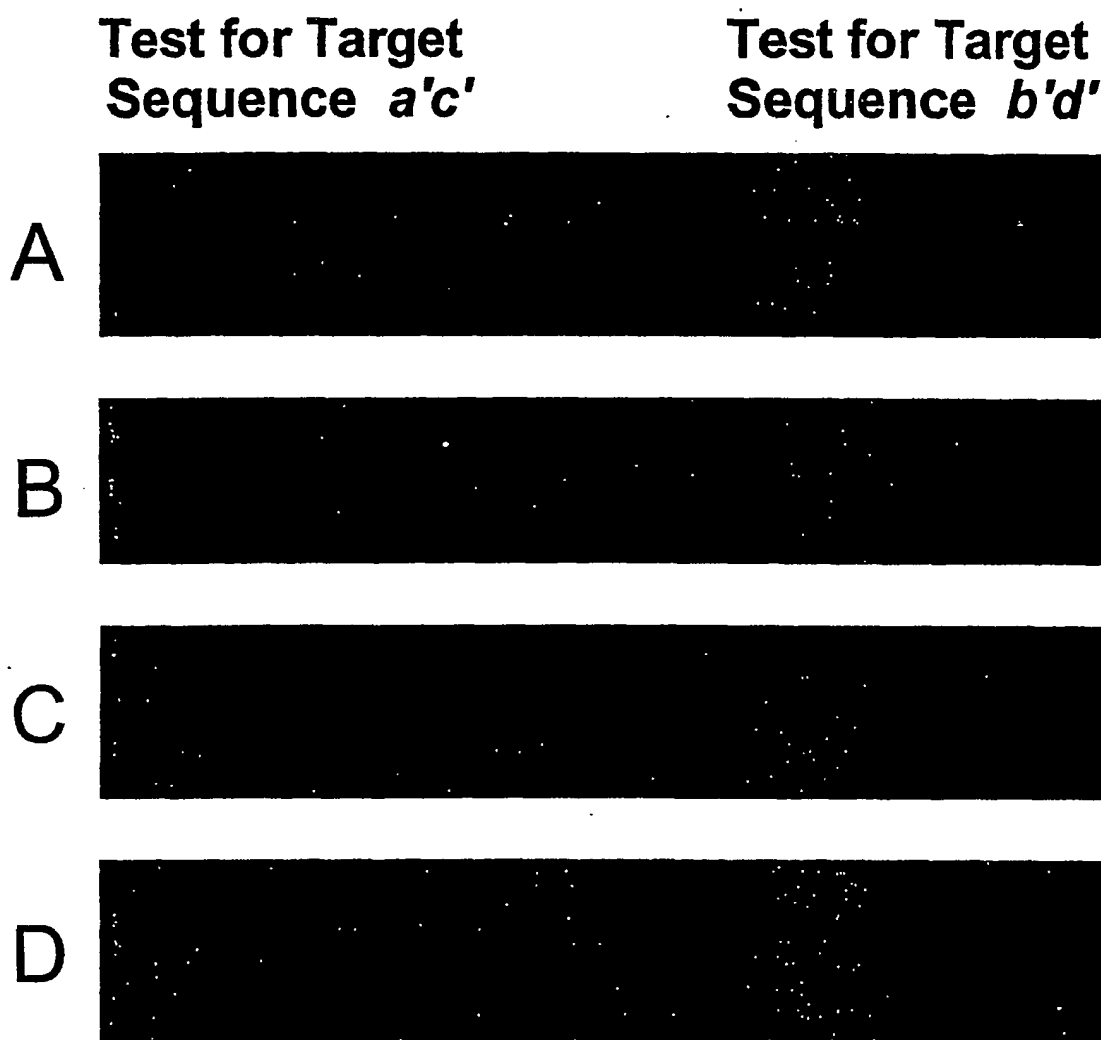 Test for Target
Sequence a'c'
Test for Target
Sequence b'd'
A
B
C
D